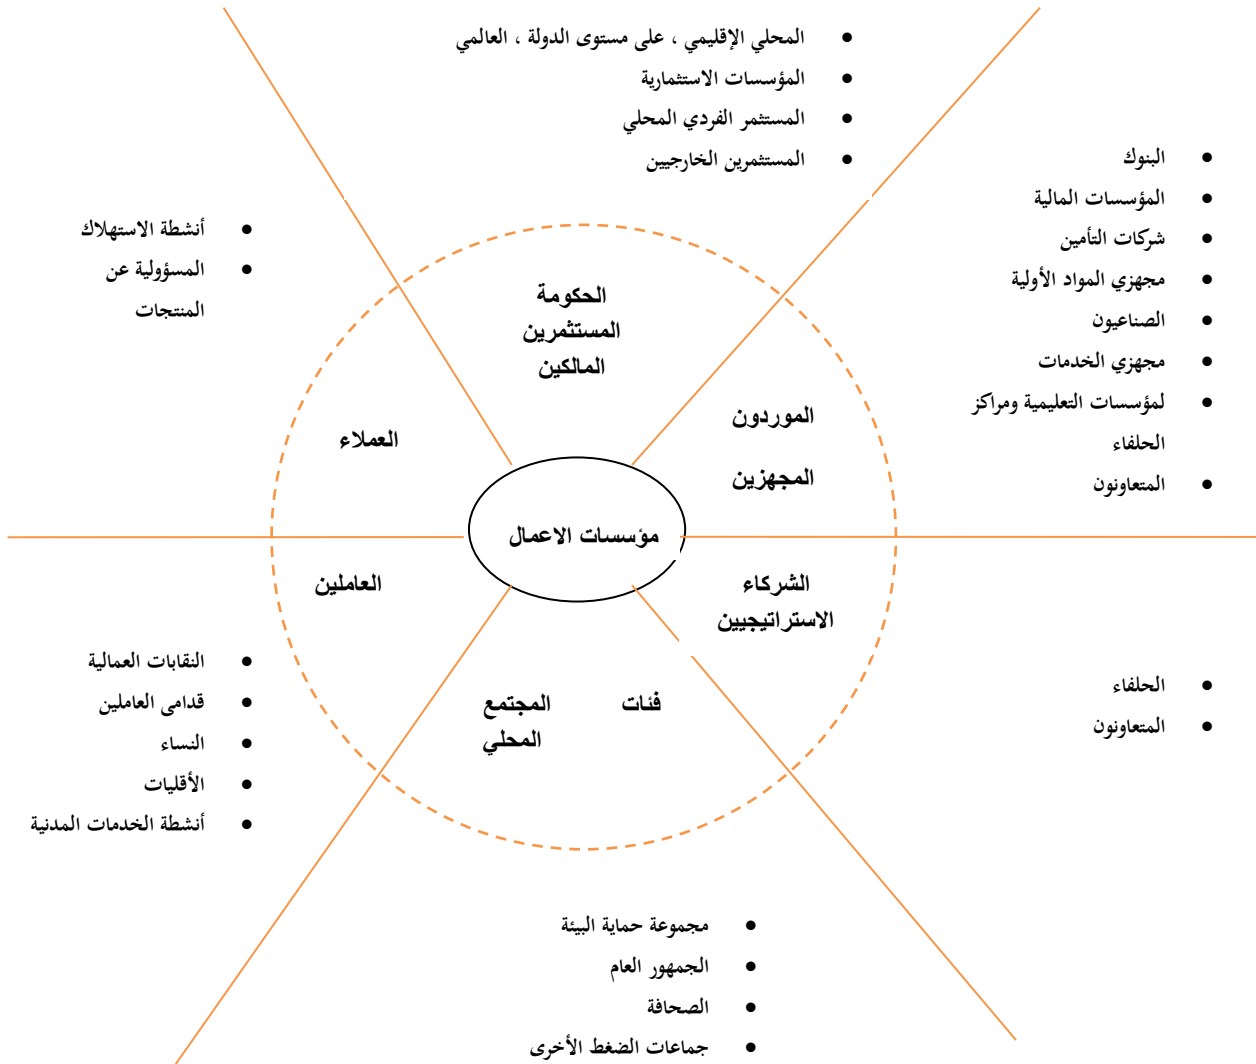 • المحلي الإقليمي ، على مستوى الدولة ، العالمي
• المؤسسات الاستثمارية
• المستثمر الفردي المحلي
• المستثمرين الخارجيين
• البنوك
• المؤسسات المالية
• شركات التأمين
• مجهزي المواد الأولية
• الصناعيون
• مجهزي الخدمات
• لمؤسسات التعليمية ومراكز
الحلفاء
• المتعاونون
• أنشطة الاستهلاك
• المسؤولية عن
المنتجات
الحكومة
المستثمرين
المالكين
الموردون
المجهزين
العملاء
مؤسسات الاعمال
الشركاء
الاستراتيجيين
العاملين
فئات المجتمع
المحلي
• الحلفاء
• المتعاونون
• النقابات العمالية
• قدامى العاملين
• النساء
• الأقليات
• أنشطة الخدمات المدنية
• مجموعة حماية البيئة
• الجمهور العام
• الصحافة
• جماعات الضغط الأخرى